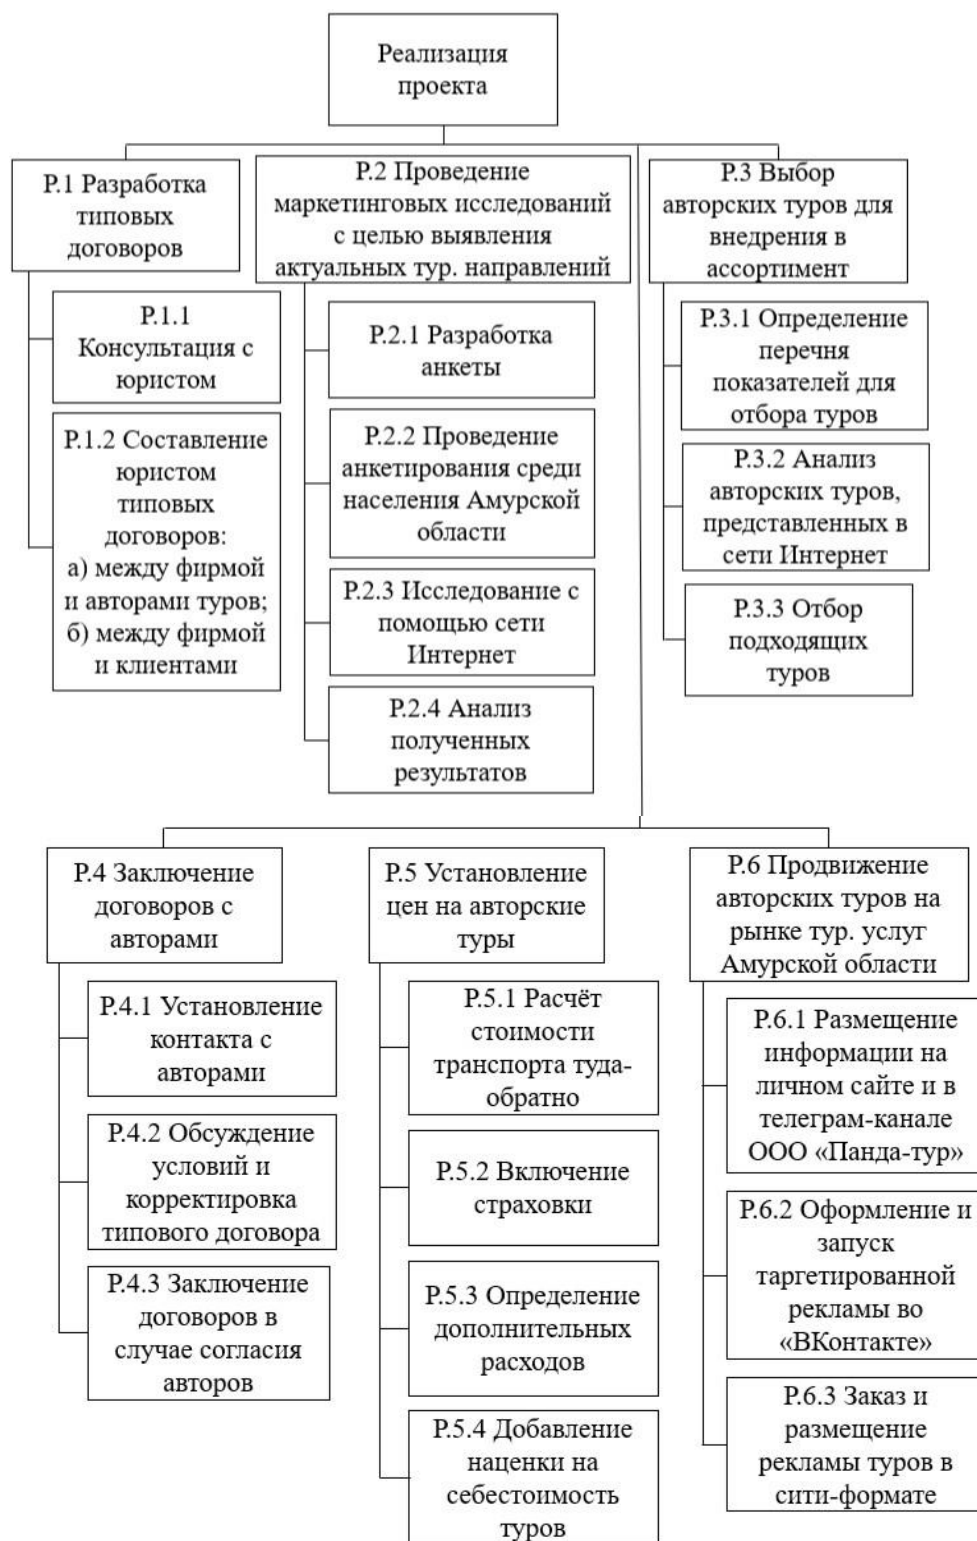 Реализация
проекта
Р.1 Разработка
типовых
договоров
Р.1.1
Консультация с
юристом
Р.1.2 Составление
юристом
типовых
договоров:
а) между фирмой
и авторами туров;
б) между фирмой
и клиентами
Р.2 Проведение
маркетинговых исследований
с целью выявления
актуальных тур. направлений
Р.2.1 Разработка
анкеты
Р.2.2 Проведение
анкетирования среди
населения Амурской
области
Р.2.3 Исследование с
помощью сети
Интернет
Р.2.4 Анализ
полученных
результатов
Р.3 Выбор
авторских туров для
внедрения в
ассортимент
Р.3.1 Определение
перечня
показателей для
отбора туров
Р.3.2 Анализ
авторских туров,
представленных в
сети Интернет
Р.3.3 Отбор
подходящих
туров
Р.4 Заключение
договоров с
авторами
Р.4.1 Установление
контакта с
авторами
Р.4.2 Обсуждение
условий и
корректировка
типового договора
Р.4.3 Заключение
договоров в
случае согласия
авторов
Р.5 Установление
цен на авторские
туры
Р.5.1 Расчёт
стоимости
транспорта туда-
обратно
Р.5.2 Включение
страховки
Р.5.3 Определение
дополнительных
расходов
Р.5.4 Добавление
наценки на
себестоимость
туров
Р.6 Продвижение
авторских туров на
рынке тур. услуг
Амурской области
Р.6.1 Размещение
информации на
личном сайте и в
телеграм-канале
ООО «Панда-тур»
Р.6.2 Оформление и
запуск
таргетированной
рекламы во
«ВКонтакте»
Р.6.3 Заказ и
размещение
рекламы туров в
сити-формате